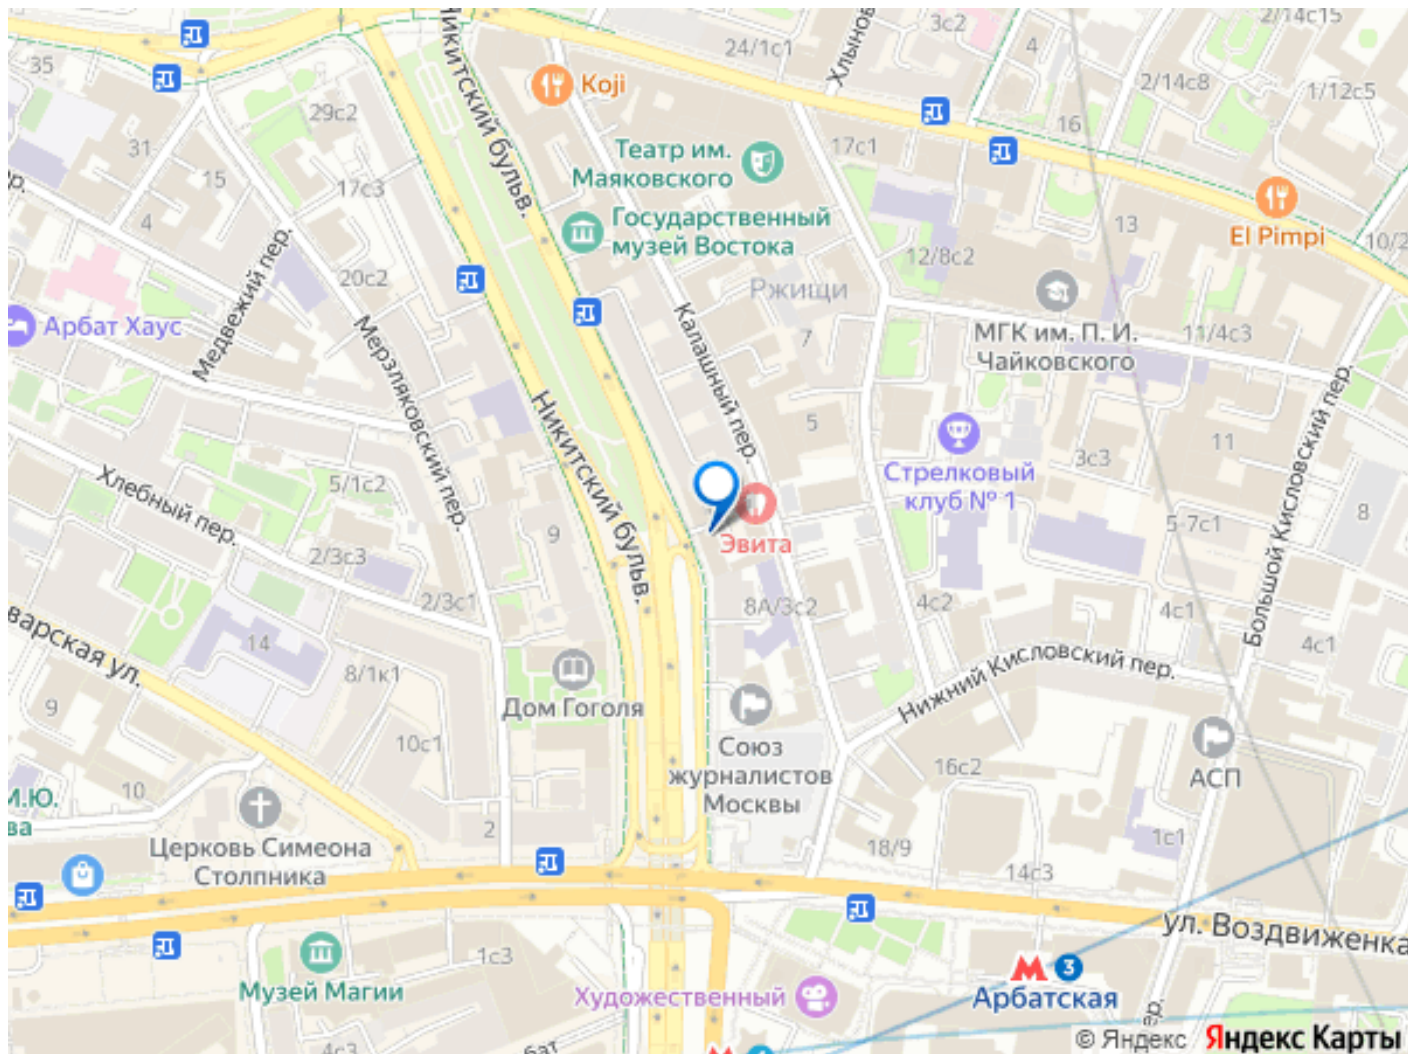 2/14с15
3с2
35
Никитский бульв.
24/1с1
4
Хлынов
2/14с8
1/12с5
Koji
29с2
16
31
Театр им.
Маяковского
17с1
15
17с3
13
4
Государственный
музей Востока
El Pimpi
10/2
12/8с2
Медвежий пер.
20с2
Ржищи
Арбат Хаус
Мерзляковский пер.
Калашный пер.
7
МГК им. П. И.
Чайковского
11/4с3
Никитский бульв.
5
11
Большой Кисловский пер.
3с3
Стрелковый
клуб № 1
Хлебный пер.
5/1с2
9
5-7с1
8
Эвита
2/3с3
2/3с1
8А/3с2
4с2
4с1
4с1
варская ул.
14
8/1к1
Нижний Кисловский пер.
9
Дом Гоголя
10с1
Союз
журналистов
Москвы
16с2
АСП
10
М.Ю.
ва
2
1с1
Церковь Симеона
Столпника
18/9
14с3
ул. Воздвиженка
1с3
Музей Магии
Художественный
3
Арбатская
4с3
бат
ер.
© Яндекс Яндекс Карты